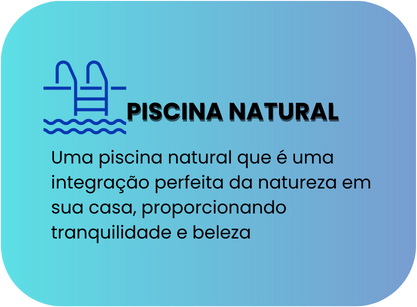 PISCINA NATURAL
Uma piscina natural que é uma
integração perfeita da natureza em
sua casa, proporcionando
tranquilidade e beleza